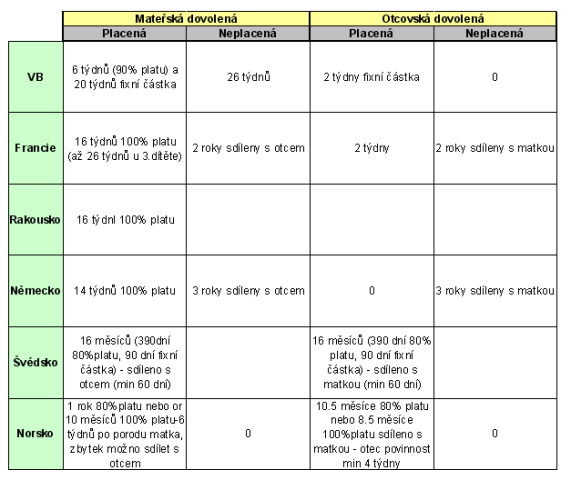 Mateřská dovolená Otcovská dovolená
Placená Neplacená Placená Neplacená
VB
6 týdnů (90% platu) a
20 týdnů fixní částka
26 týdnů
2 týdny fixní částka
0
Francie
16 týdnů 100% platu
(až 26 týdnů u 3.dítěte)
2 roky sdíleny s otcem
2 týdny
2 roky sdíleny s matkou
Rakousko
16 týdnl 100% platu
Německo
14 týdnů 100% platu
3 roky sdíleny s otcem
0
3 roky sdíleny s matkou
Švédsko
16 měsíců (390dní
80%platu, 90 dní fixní
částka) - sdíleno s
otcem (min 60 dní)
16 měsíců (390 dní 80%
platu, 90 dní fixní
částka) - sdíleno s
matkou (min 60 dní)
Norsko
1 rok 80%platu nebo or
10 měsíců 100% platu-6
týdnů po porodu matka,
zbytek možno sdílet s
otcem
0
10.5 měsíce 80% platu
nebo 8.5 měsíce
100%platu sdíleno s
matkou - otec povinnost
min 4 týdny
0